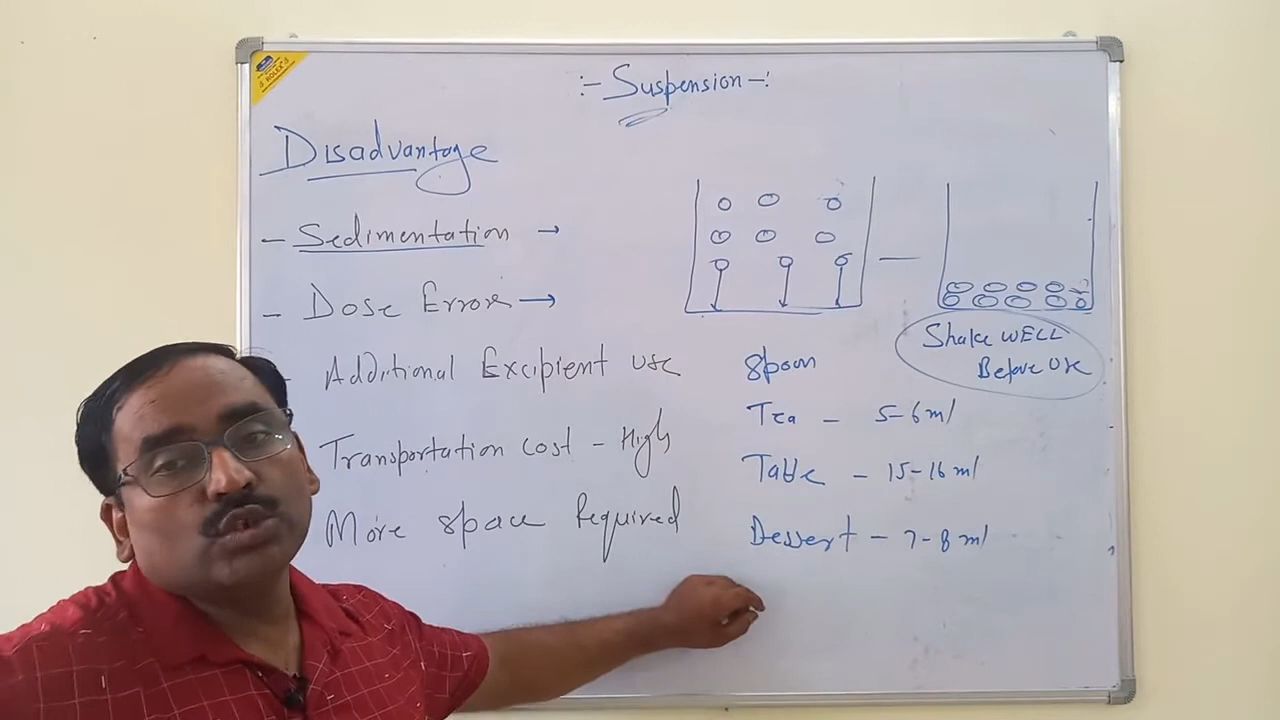 :- Suspension -:
Disadvantage
- Sedimentation →
- Dose Error →
Additional Excipient use
Transportation cost - High
More space Required
Shake WELL
Before Use
Spoon
Tea - 5-6 ml
Table - 15-16 ml
Dessert - 7-8 ml
ROLEX